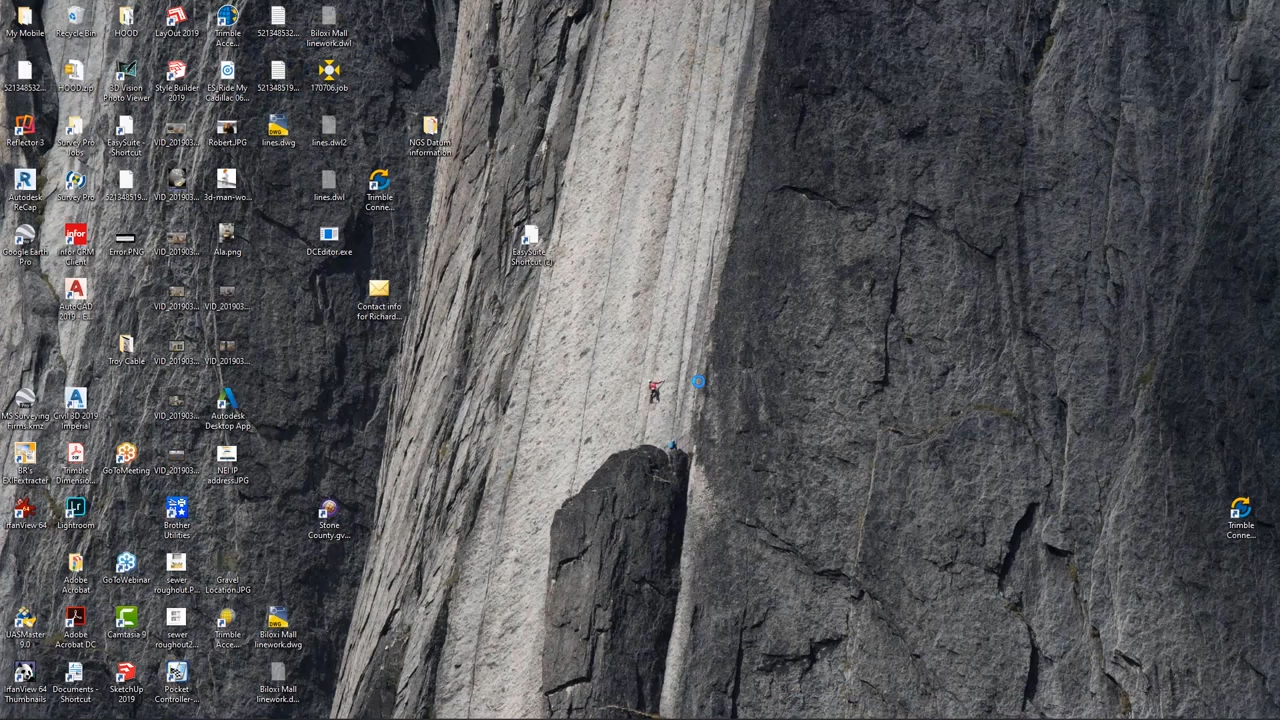 My Mobile
Recycle Bin
HOOD
LayOut 2019
Trimble
Acce...
521348532...
Biloxi Mall
linework.dwl
521348532...
HOOD.zip
3D Vision
Photo Viewer
Style Builder
2019
ES_Ride My
Cadillac 06...
521348519...
170706.job
Reflector 3
Survey Pro
Jobs
EasySuite -
Shortcut
VID_201903...
Robert.JPG
DWG
lines.dwg
lines.dwl2
NGS Datum
information
Autodesk
ReCap
Survey Pro
521348519...
VID_201903...
3d-man-wo...
lines.dwl
Trimble
Conne...
Google Earth
Pro
infor
Infor CRM
Client
Error.PNG
VID_201903...
Ala.png
DCEditor.exe
EasySuite -
Shortcut (2)
AutoCAD
2019 - E...
VID_201903...
VID_201903...
Contact info
for Richard...
Troy Cable
VID_201903...
VID_201903...
MS Surveying
Firms.kmz
Civil 3D 2019
Imperial
VID_201903...
Autodesk
Desktop App
BR's
EXIFextracter
Trimble
Dimensio...
GoToMeeting
VID_201903...
NEI IP
address.JPG
IrfanView 64
Lr
Lightroom
Brother
Utilities
Stone
County.gv...
Trimble
Conne...
Adobe
Acrobat
GoToWebinar
sewer
roughout.P...
Gravel
Location.JPG
UASMaster
9.0
Adobe
Acrobat DC
Camtasia 9
sewer
roughout2...
Trimble
Acce...
DWG
Biloxi Mall
linework.dwg
IrfanView 64
Thumbnails
Documents -
Shortcut
SketchUp
2019
Pocket
Controller-...
Biloxi Mall
linework.d...